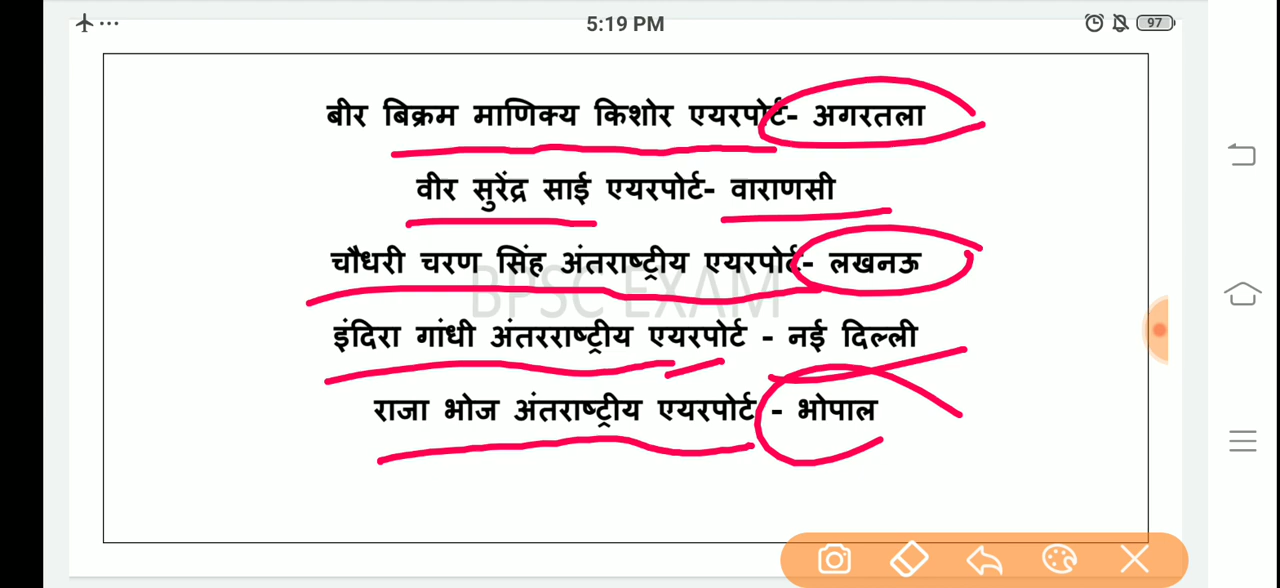 5:19 PM
97
बीर बिक्रम माणिक्य किशोर एयरपोर्ट- अगरतला
वीर सुरेंद्र साई एयरपोर्ट- वाराणसी
चौधरी चरण सिंह अंतराष्ट्रीय एयरपोर्ट- लखनऊ
BPSC EXAM
इंदिरा गांधी अंतरराष्ट्रीय एयरपोर्ट - नई दिल्ली
राजा भोज अंतराष्ट्रीय एयरपोर्ट - भोपाल